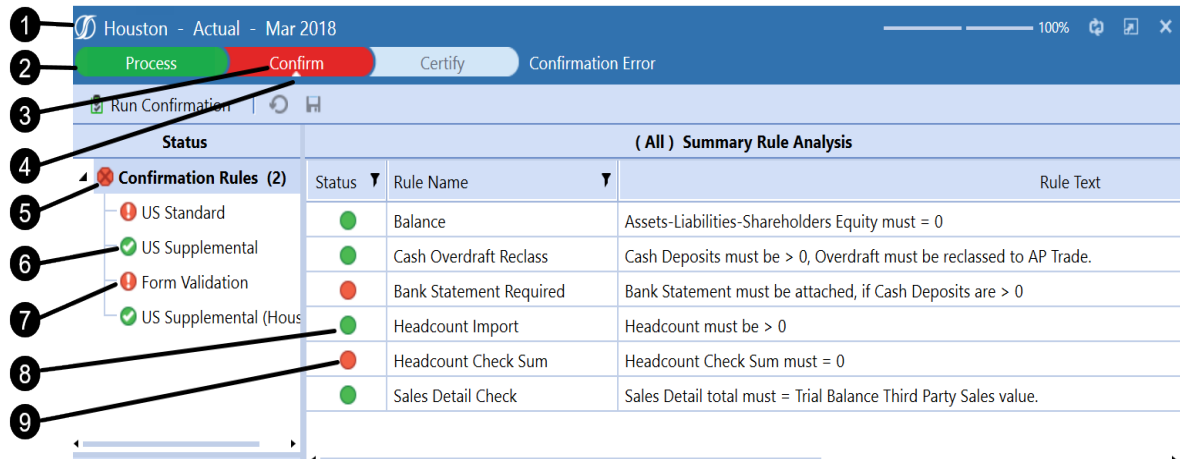 1 Houston - Actual - Mar 2018 100%
2 Process Confirm Certify Confirmation Error
3 Run Confirmation
Status ( All ) Summary Rule Analysis
4
Confirmation Rules (2) Status Rule Name Rule Text
5 US Standard Balance Assets-Liabilities-Shareholders Equity must = 0
6 US Supplemental Cash Overdraft Reclass Cash Deposits must be > 0, Overdraft must be reclassed to AP Trade.
Form Validation Bank Statement Required Bank Statement must be attached, if Cash Deposits are > 0
7 US Supplemental (Hous Headcount Import Headcount must be > 0
8 Headcount Check Sum Headcount Check Sum must = 0
Sales Detail Check Sales Detail total must = Trial Balance Third Party Sales value.
9